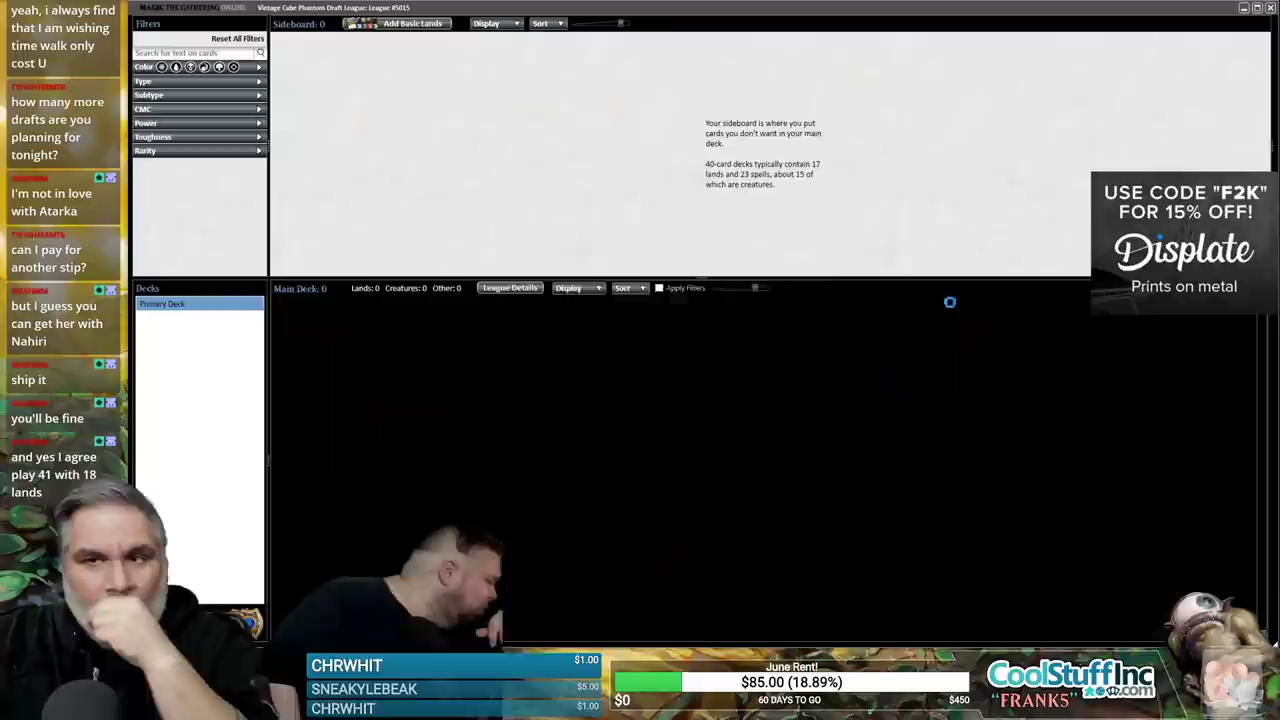 yeah, i always find
that I am wishing
time walk only
cost U
how many more
drafts are you
planning for
tonight?
I'm not in love
with Atarka
can I pay for
another stip?
but I guess you
can get her with
Nahiri
ship it
you'll be fine
and yes I agree
play 41 with 18
lands
MAGIC THE GATHERING ONLINE
Vintage Cube Phantom Draft League: League #5015
Filters
Reset All Filters
Search for text on cards
Color
Type
Subtype
CMC
Power
Toughness
Rarity
Sideboard: 0
Add Basic Lands
Display
Sort
Your sideboard is where you put
cards you don't want in your main
deck.
40-card decks typically contain 17
lands and 23 spells, about 15 of
which are creatures.
USE CODE "F2K"
FOR 15% OFF!
Displate
Prints on metal
Decks
Primary Deck
Main Deck: 0
Lands: 0 Creatures: 0 Other: 0
League Details
Display
Sort
Apply Filters
CHRWHIT $1.00
SNEAKYLEBEAK $5.00
CHRWHIT $1.00
June Rent!
$85.00 (18.89%)
$0 60 DAYS TO GO $450
CoolStuffInc
.com
"FRANK5"